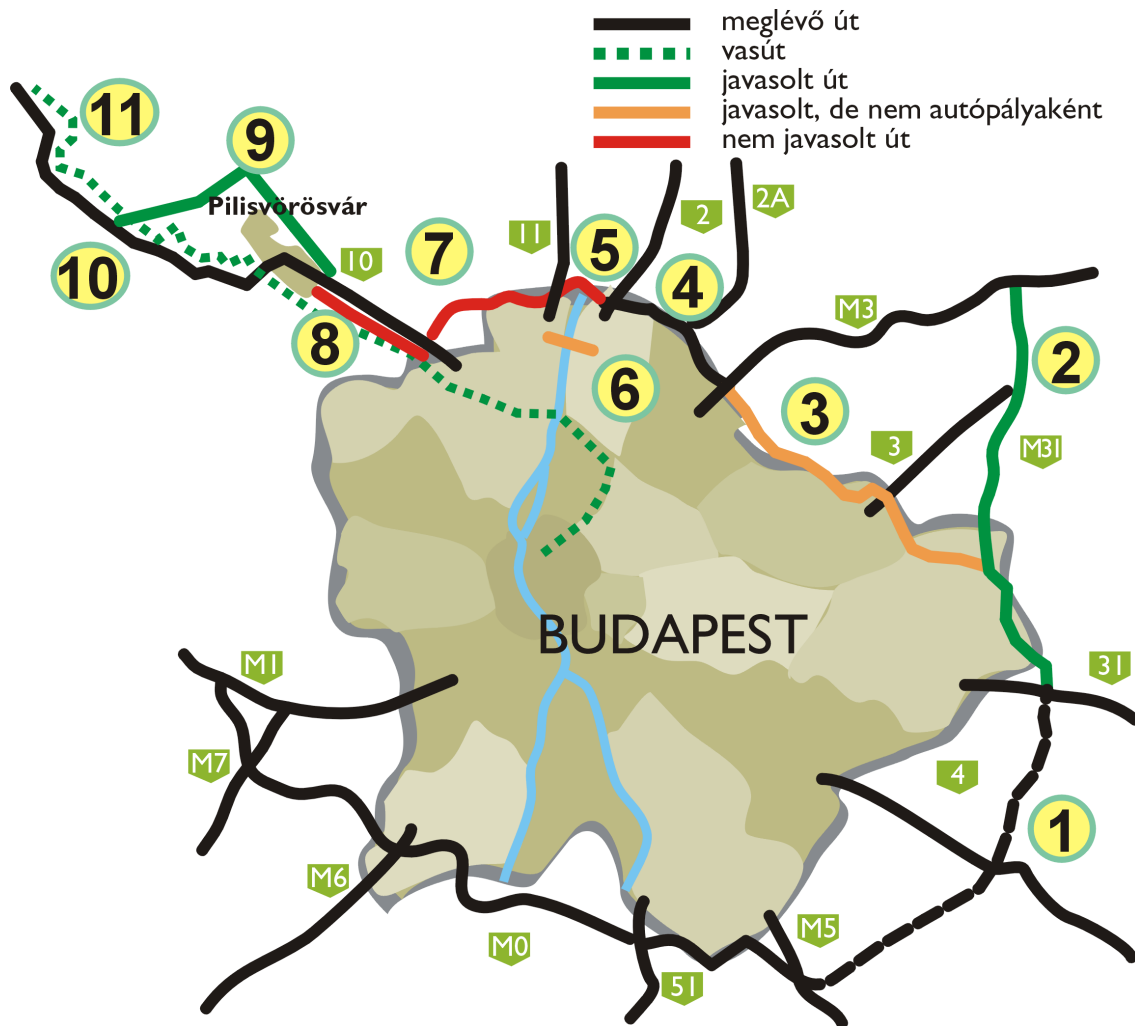 meglévő út
vasút
javasolt út
javasolt, de nem autópályaként
nem javasolt út
11
9
Pilisvörösvár
10
10
7
8
11
5
2
2A
4
6
M3
2
3
3
M31
BUDAPEST
M1
M7
M6
M0
51
M5
4
31
1